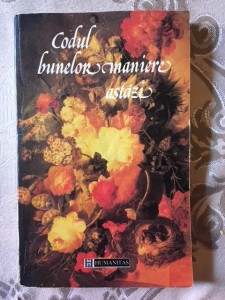 Codul
bunelor maniere
astăzi
HUMANITAS